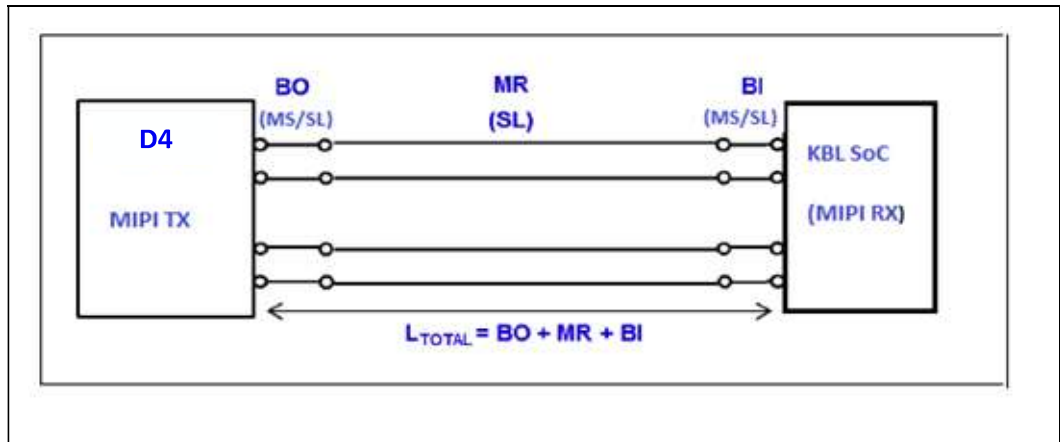 BO
(MS/SL)
MR
(SL)
BI
(MS/SL)
D4
MIPI TX
KBL SoC
(MIPI RX)
LTOTAL = BO + MR + BI